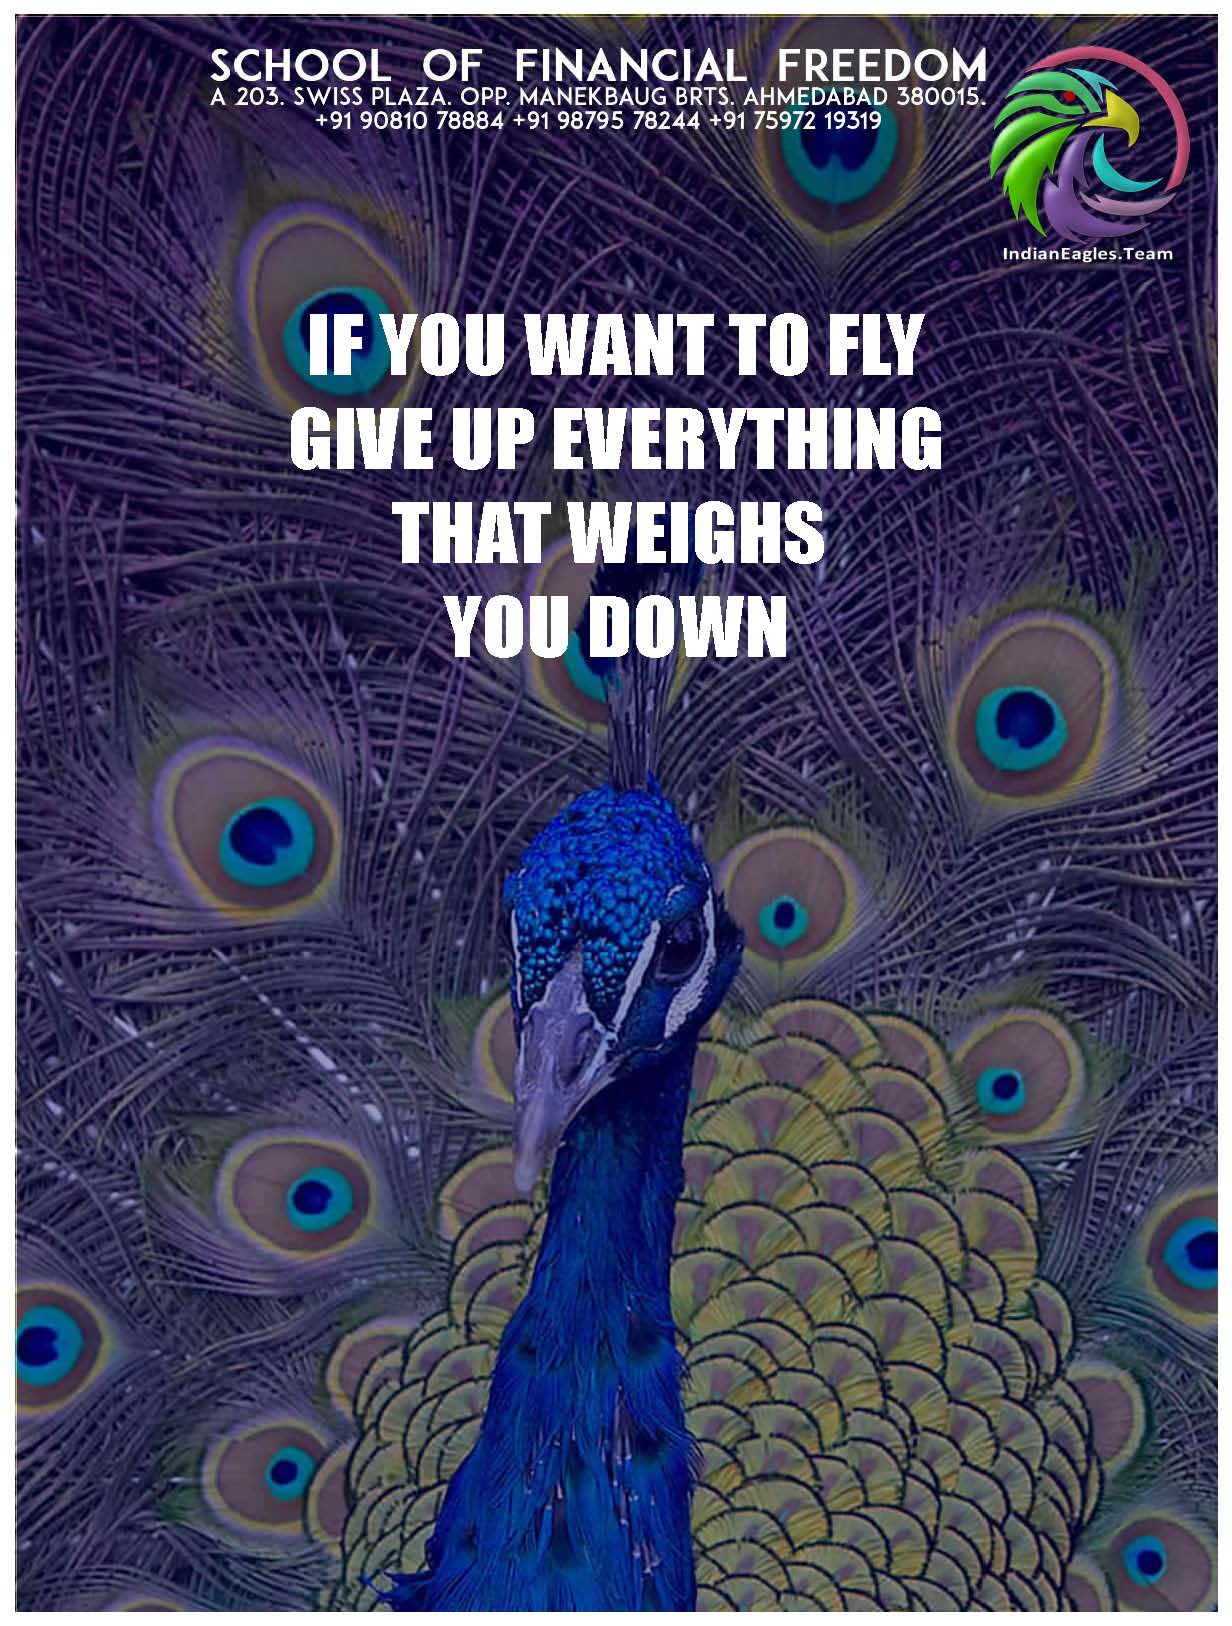 SCHOOL OF FINANCIAL FREEDOM
A 203. SWISS PLAZA. OPP. MANEKBAUG BRTS. AHMEDABAD 380015.
+91 90810 78884 +91 98795 78244 +91 75972 19319
IndianEagles.Team
IF YOU WANT TO FLY
GIVE UP EVERYTHING
THAT WEIGHS
YOU DOWN